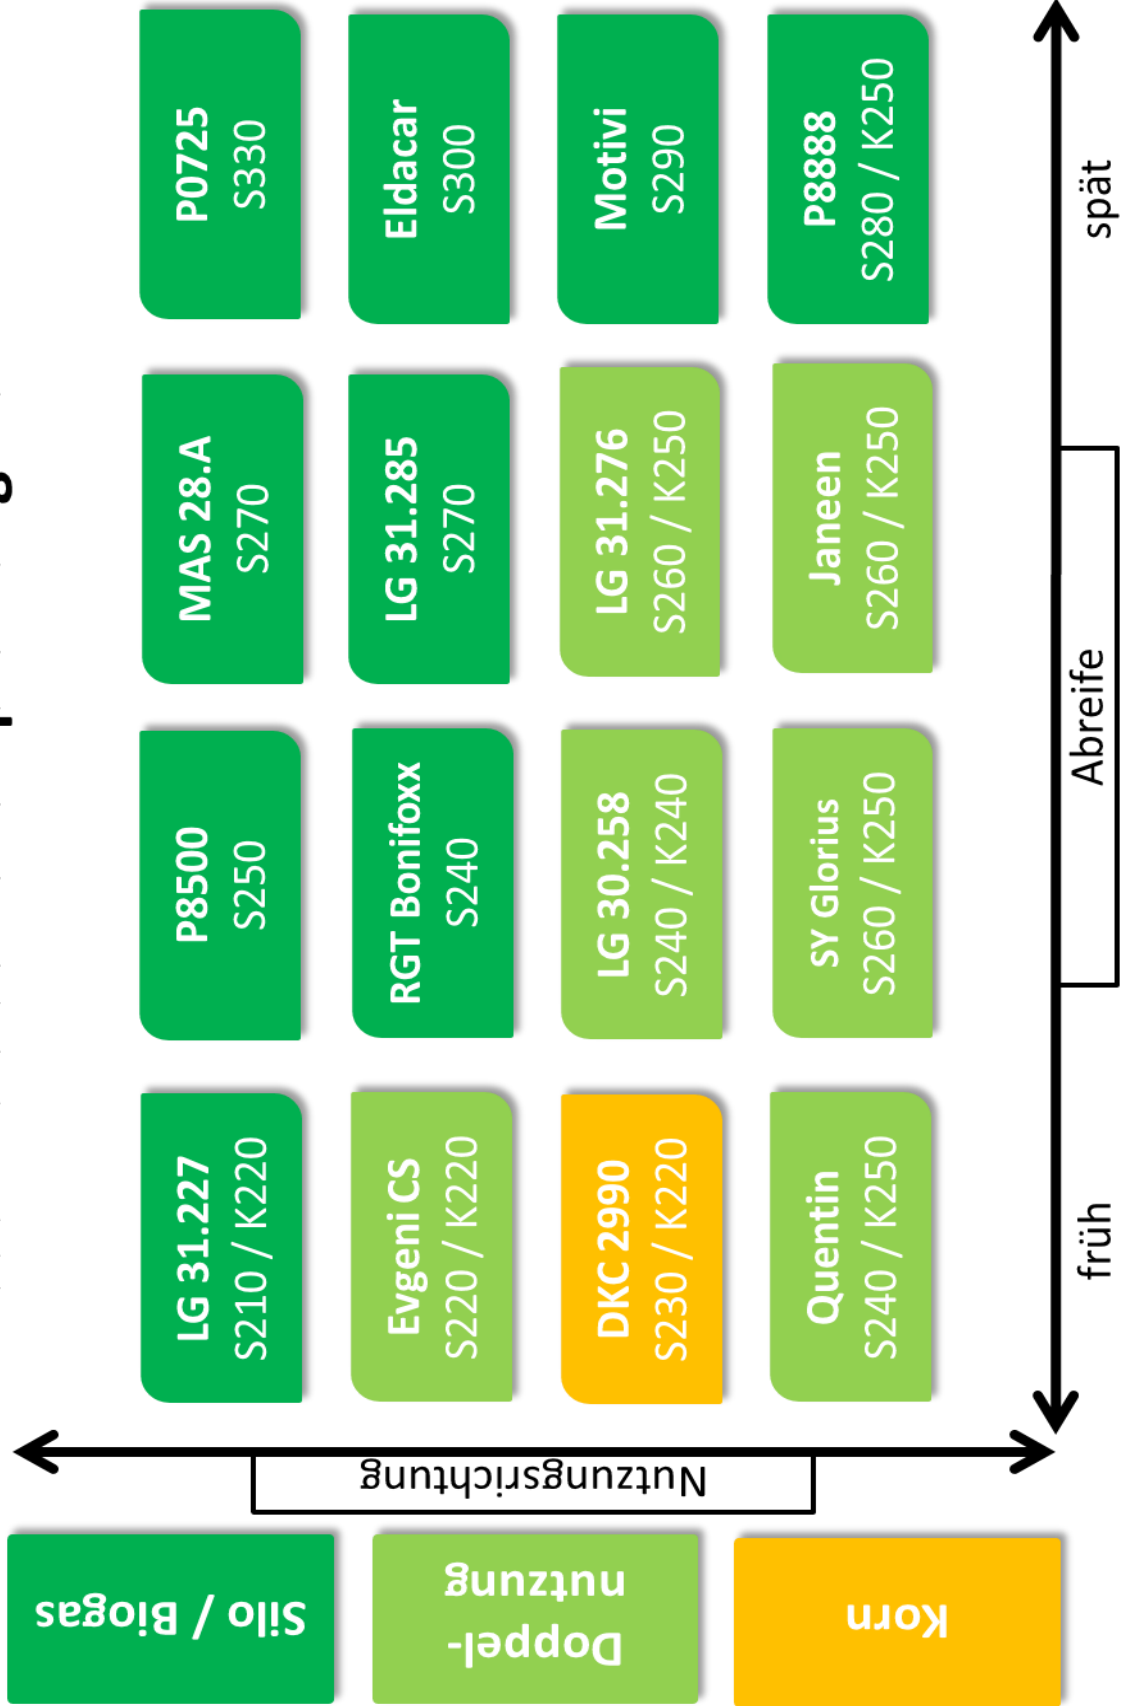 Silo / Biogas
Doppel-
nutzung
Korn
Nutzungsrichtung
LG 31.227
S210 / K220
P8500
S250
MAS 28.A
S270
P0725
S330
Evgeni CS
S220 / K220
RGT Bonifoxx
S240
LG 31.285
S270
Eldacar
S300
DKC 2990
S230 / K220
LG 30.258
S240 / K240
LG 31.276
S260 / K250
Motivi
S290
Quentin
S240 / K250
SY Glorius
S260 / K250
Janeen
S260 / K250
P8888
S280 / K250
früh
Abreife
spät